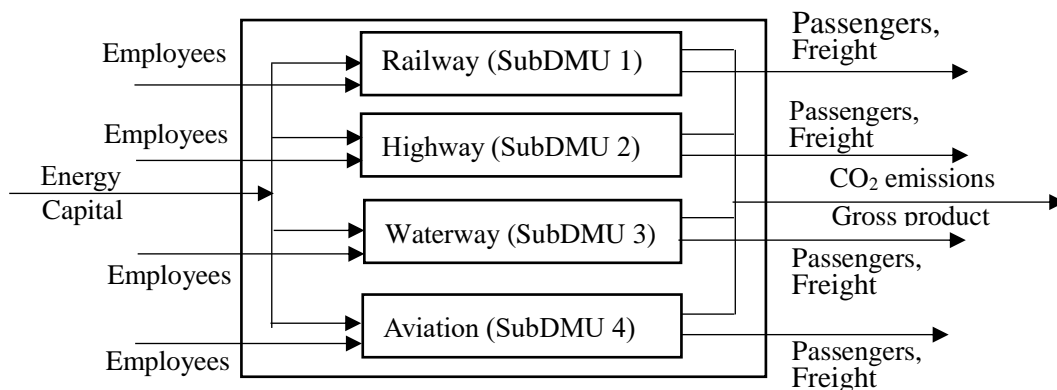 Passengers,
Freight
Employees
Railway (SubDMU 1)
Employees
Passengers,
Freight
Highway (SubDMU 2)
Energy
Capital
CO₂ emissions
Gross product
Waterway (SubDMU 3)
Employees
Passengers,
Freight
Aviation (SubDMU 4)
Employees
Passengers,
Freight